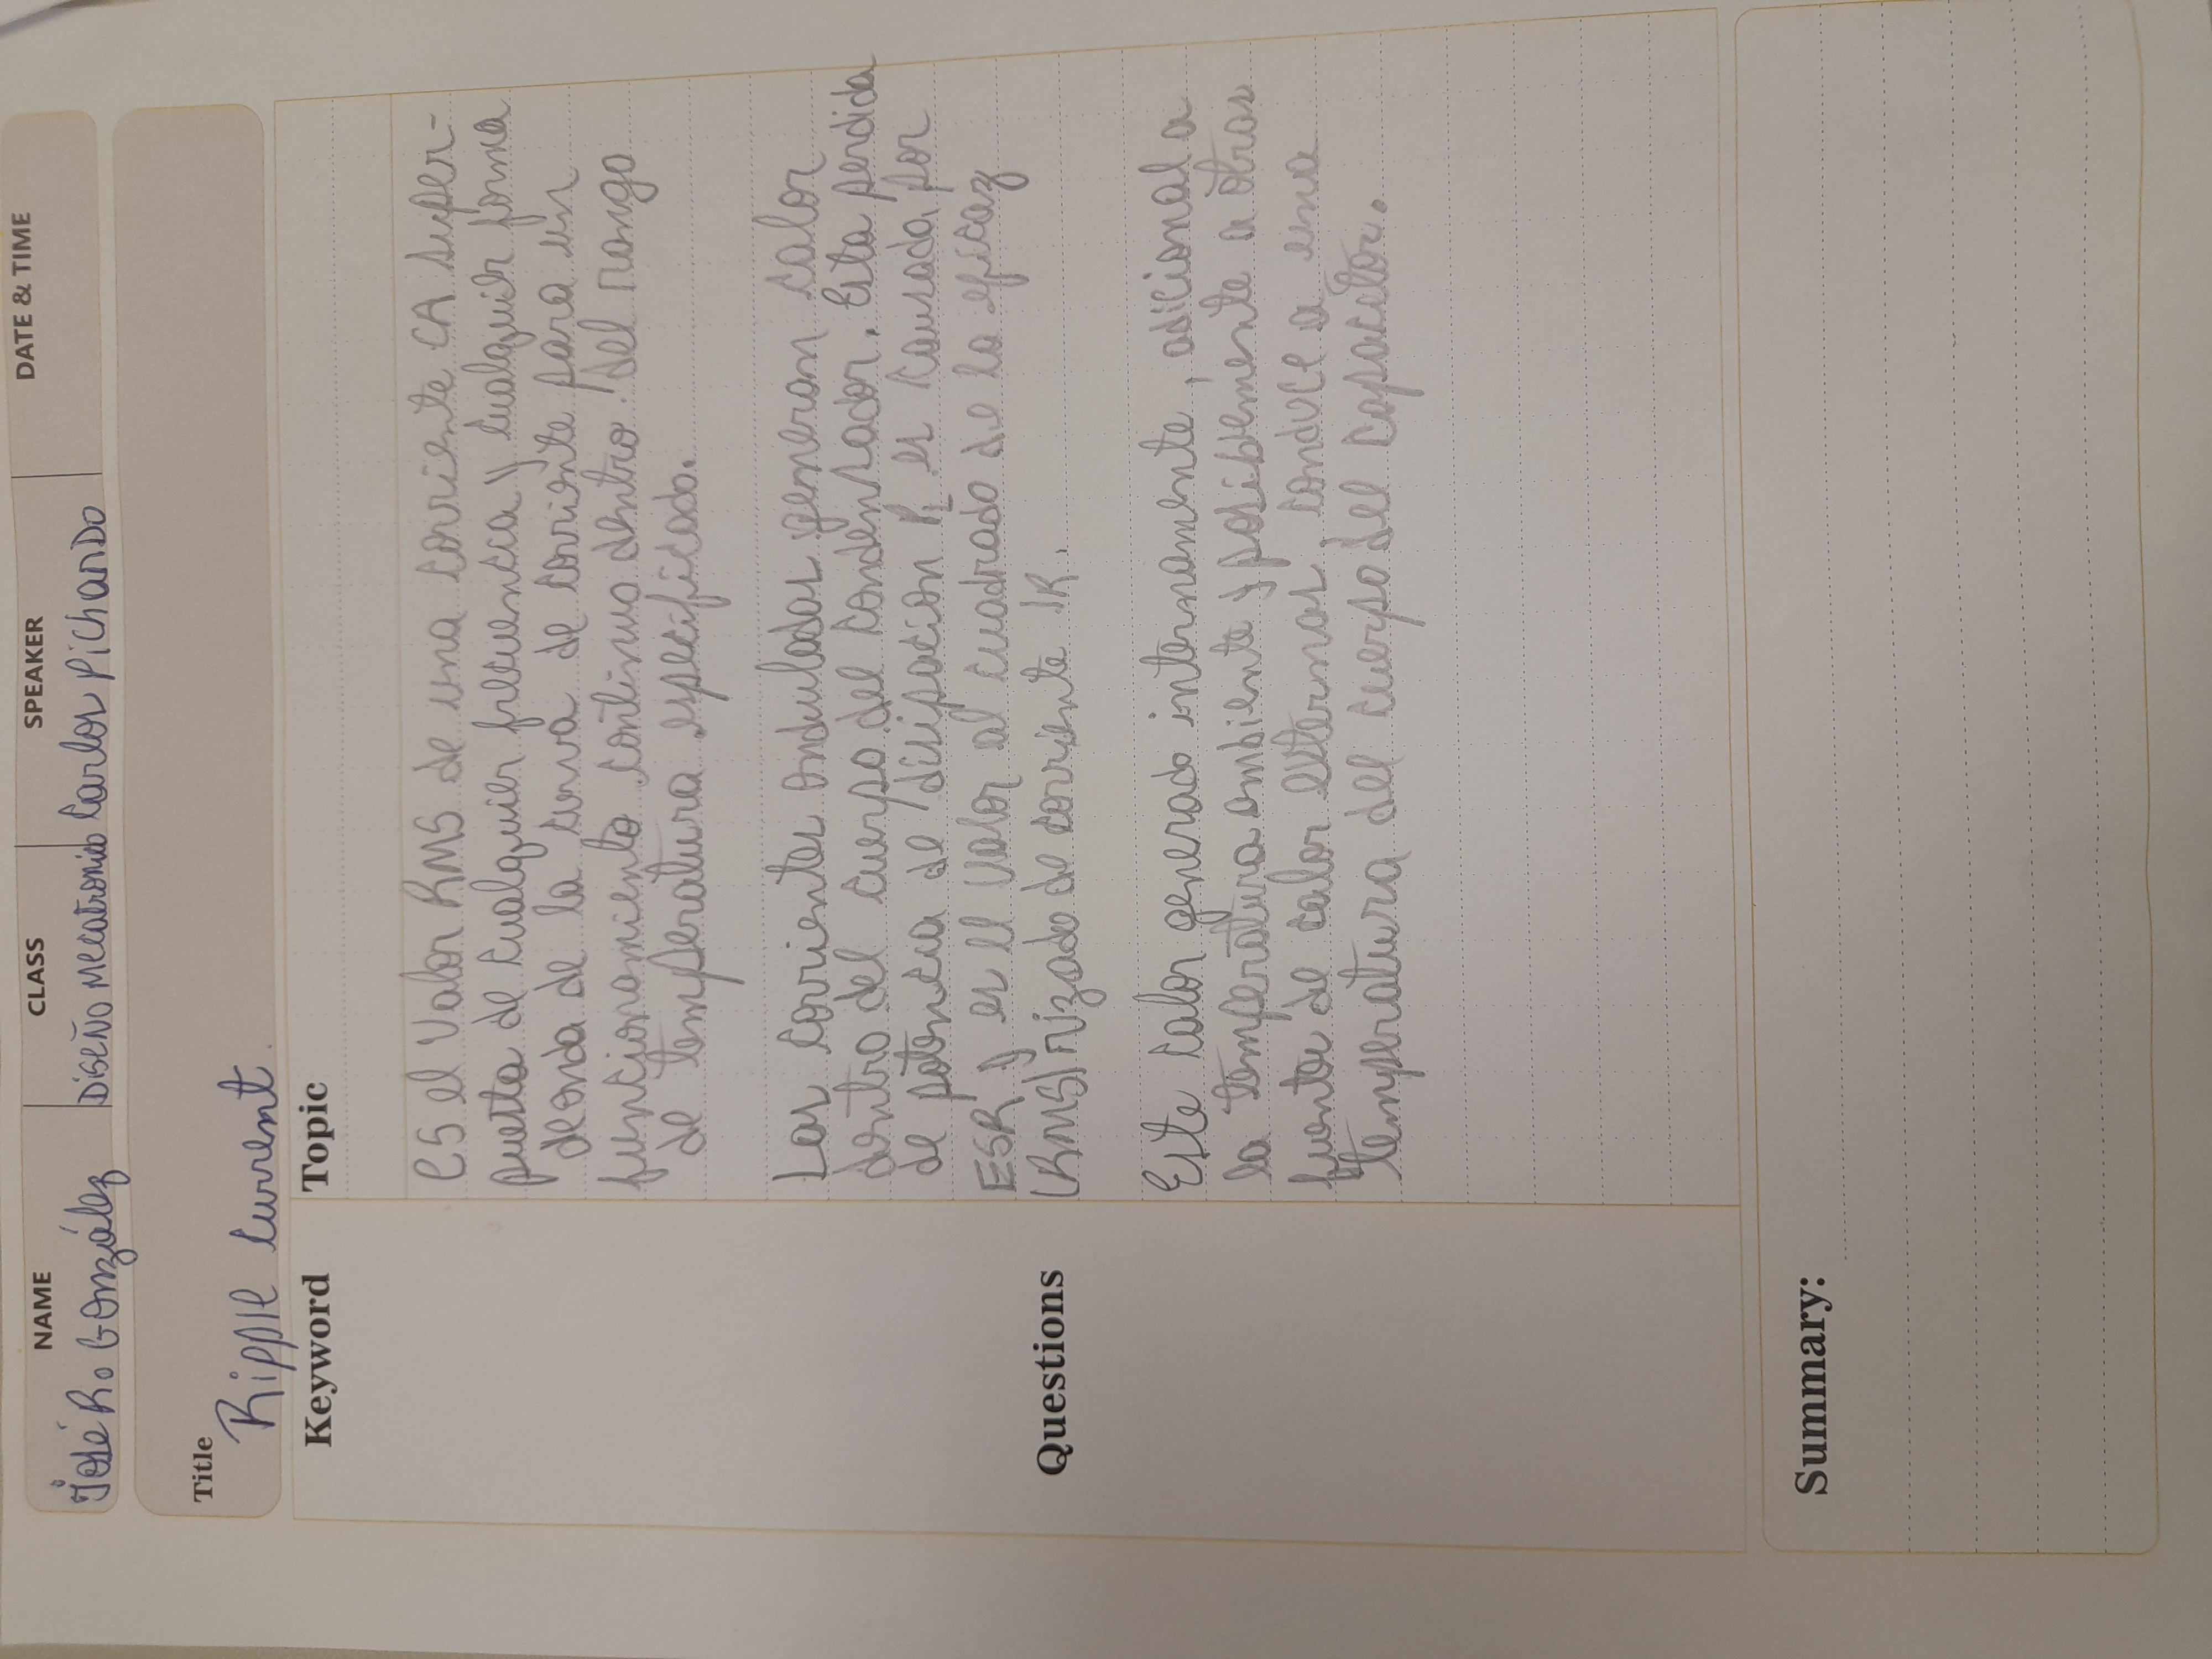 NAME CLASS SPEAKER DATE & TIME
José Ro González Diseño Mecatronico Carlos Pichardo
Title
Ripple Current.
Keyword Topic
es el Valor RMS de una corriente CA super-
puesta de cualquier frecuencia y cualquier forma
de onda de la curva de corriente para un
funcionamiento continuo dentro del rango
de temperatura especificado.
Las corrientes onduladas generan calor
dentro del cuerpo del condensador. Esta perdida
de potencia de disipacion PL es causada por
ESR y es el Valor al cuadrado de la eficaz
Questions (RMS) rizado de corriente IR.
Este calor generado internamente, adicional a
la temperatura ambiente y posiblemente a otras
fuentes de calor externas, conduce a una
temperatura del cuerpo del capacitor.
Summary: